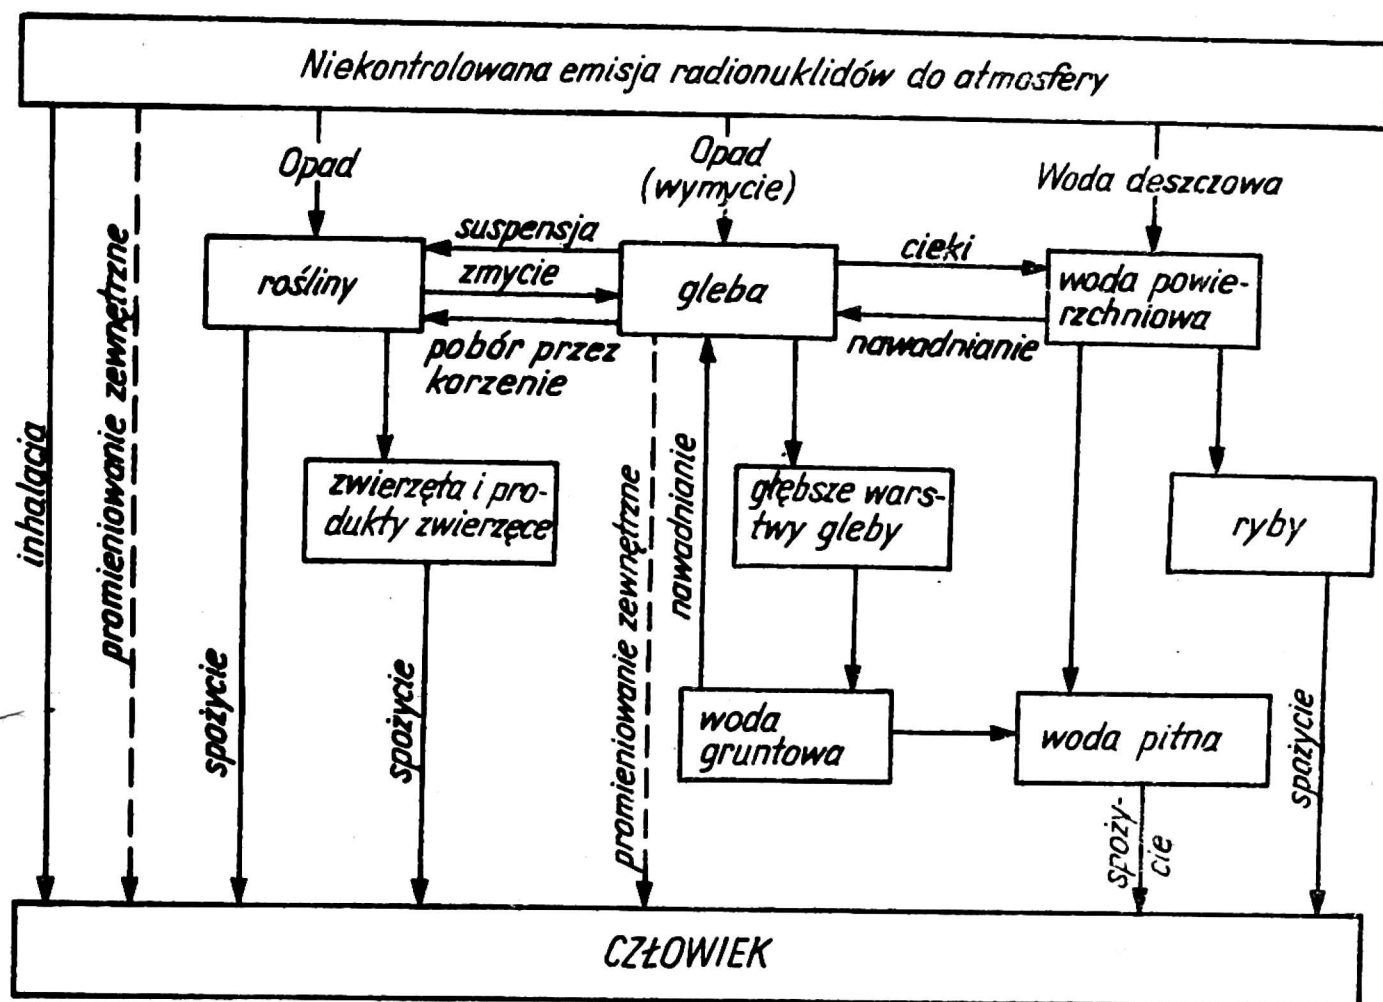 Niekontrolowana emisja radionuklidów do atmosfery
Opad
Opad
(wymycie)
Woda deszczowa
suspensja
zmycie
pobór przez
korzenie
rośliny
gleba
cieki
nawadnianie
woda powie-
rzchniowa
inhalacja
promieniowanie zewnętrzne
zwierzęta i pro-
dukty zwierzęce
promieniowanie zewnętrzne
nawadnianie
głębsze wars-
twy gleby
ryby
spożycie
spożycie
woda
gruntowa
woda pitna
spoży-
cie
spożycie
CZŁOWIEK